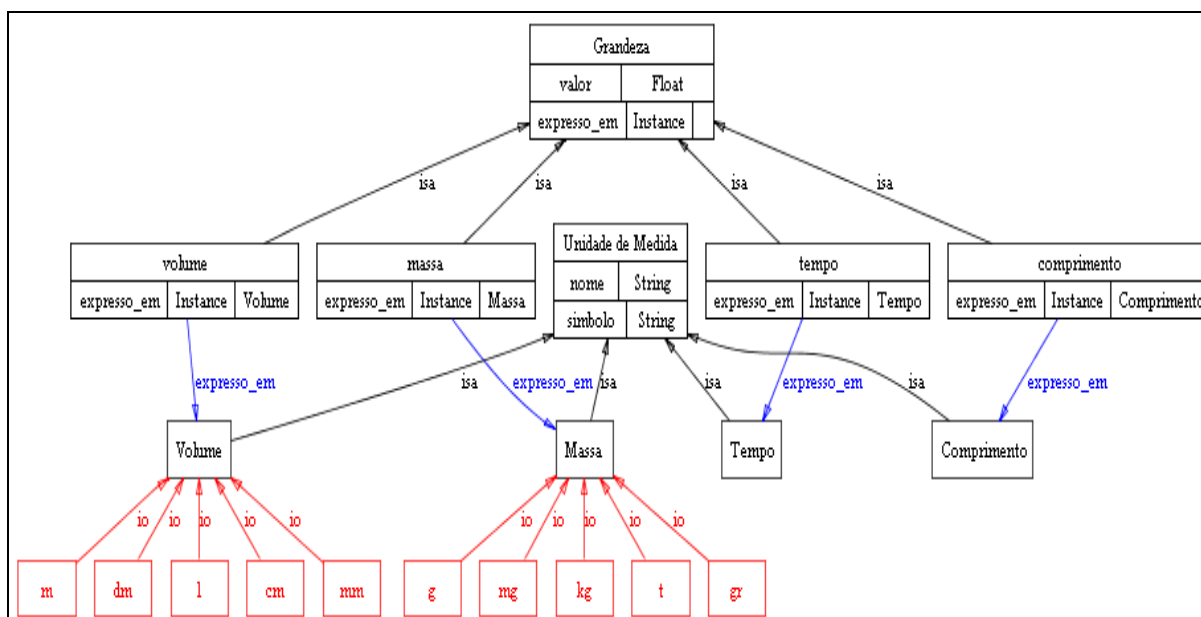 Grandeza
valor Float
expresso_em Instance
isa isa isa isa
Unidade de Medida
nome String
simbolo String
volume
expresso_em Instance Volume
massa
expresso_em Instance Massa
tempo
expresso_em Instance Tempo
comprimento
expresso_em Instance Comprimento
expresso_em isa expresso_em isa isa expresso_em isa expresso_em
Volume Massa Tempo Comprimento
io io io io io io io io io io
m dm l cm mm g mg kg t gr